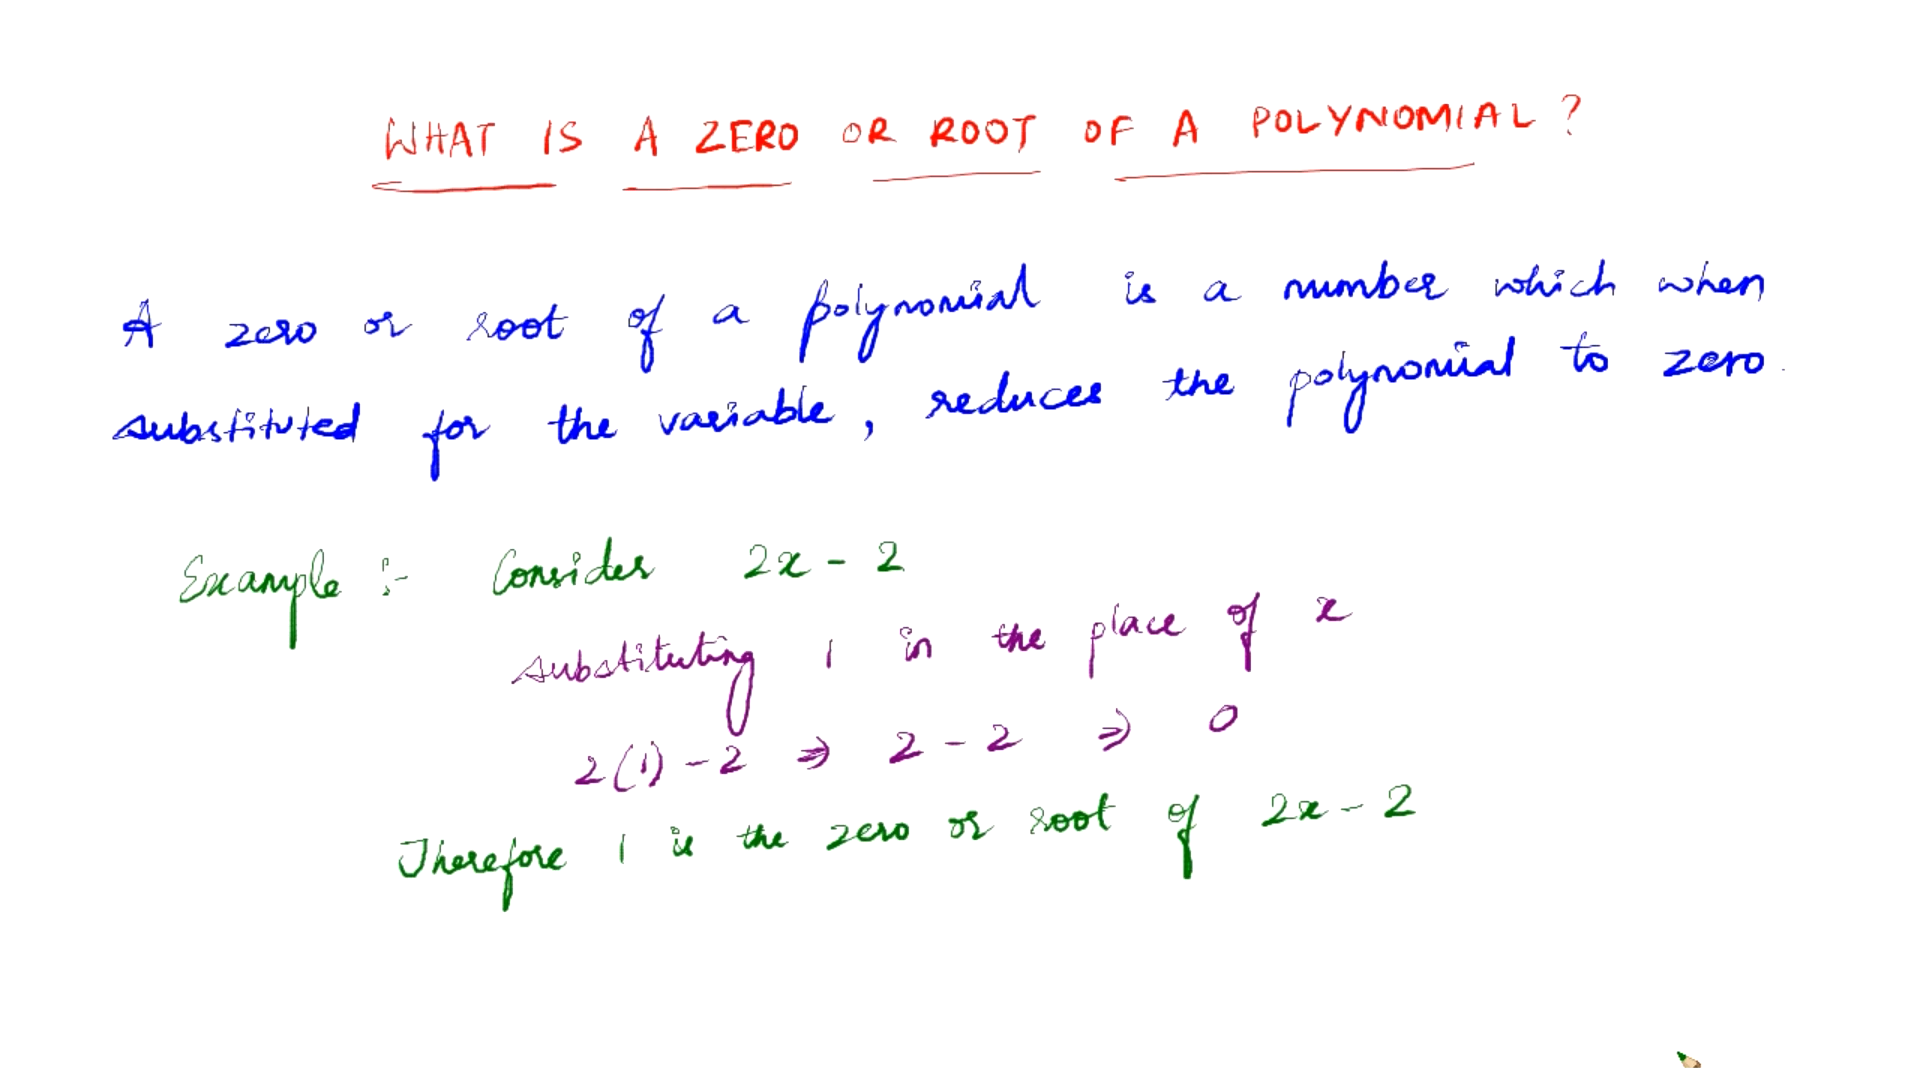 WHAT IS A ZERO OR ROOT OF A POLYNOMIAL?
A zero or root of a polynomial is a number which when
substituted for the variable, reduces the polynomial to zero.
Example :- Consider 2x - 2
substituting 1 in the place of x
2(1) - 2 ⇒ 2 - 2 ⇒ 0
Therefore 1 is the zero or root of 2x - 2